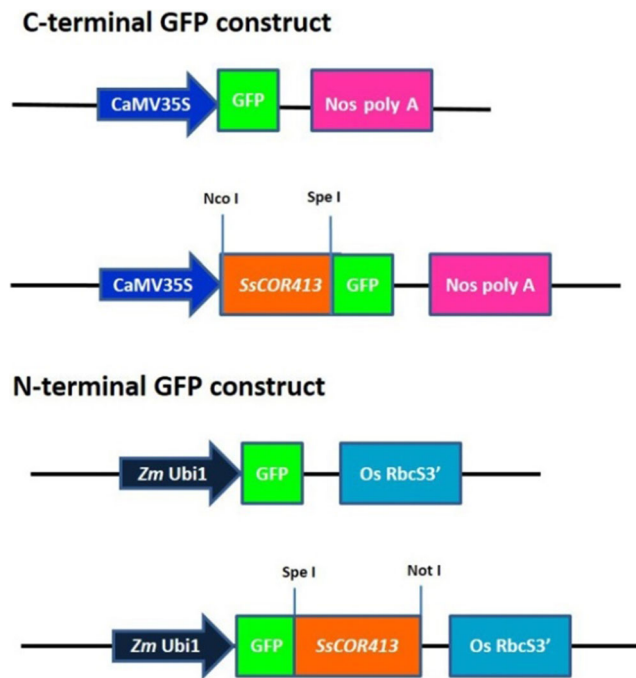 C-terminal GFP construct
CaMV35S GFP Nos poly A
Nco I Spe I
CaMV35S SsCOR413 GFP Nos poly A
N-terminal GFP construct
Zm Ubi1 GFP Os RbcS3'
Spe I Not I
Zm Ubi1 GFP SsCOR413 Os RbcS3'